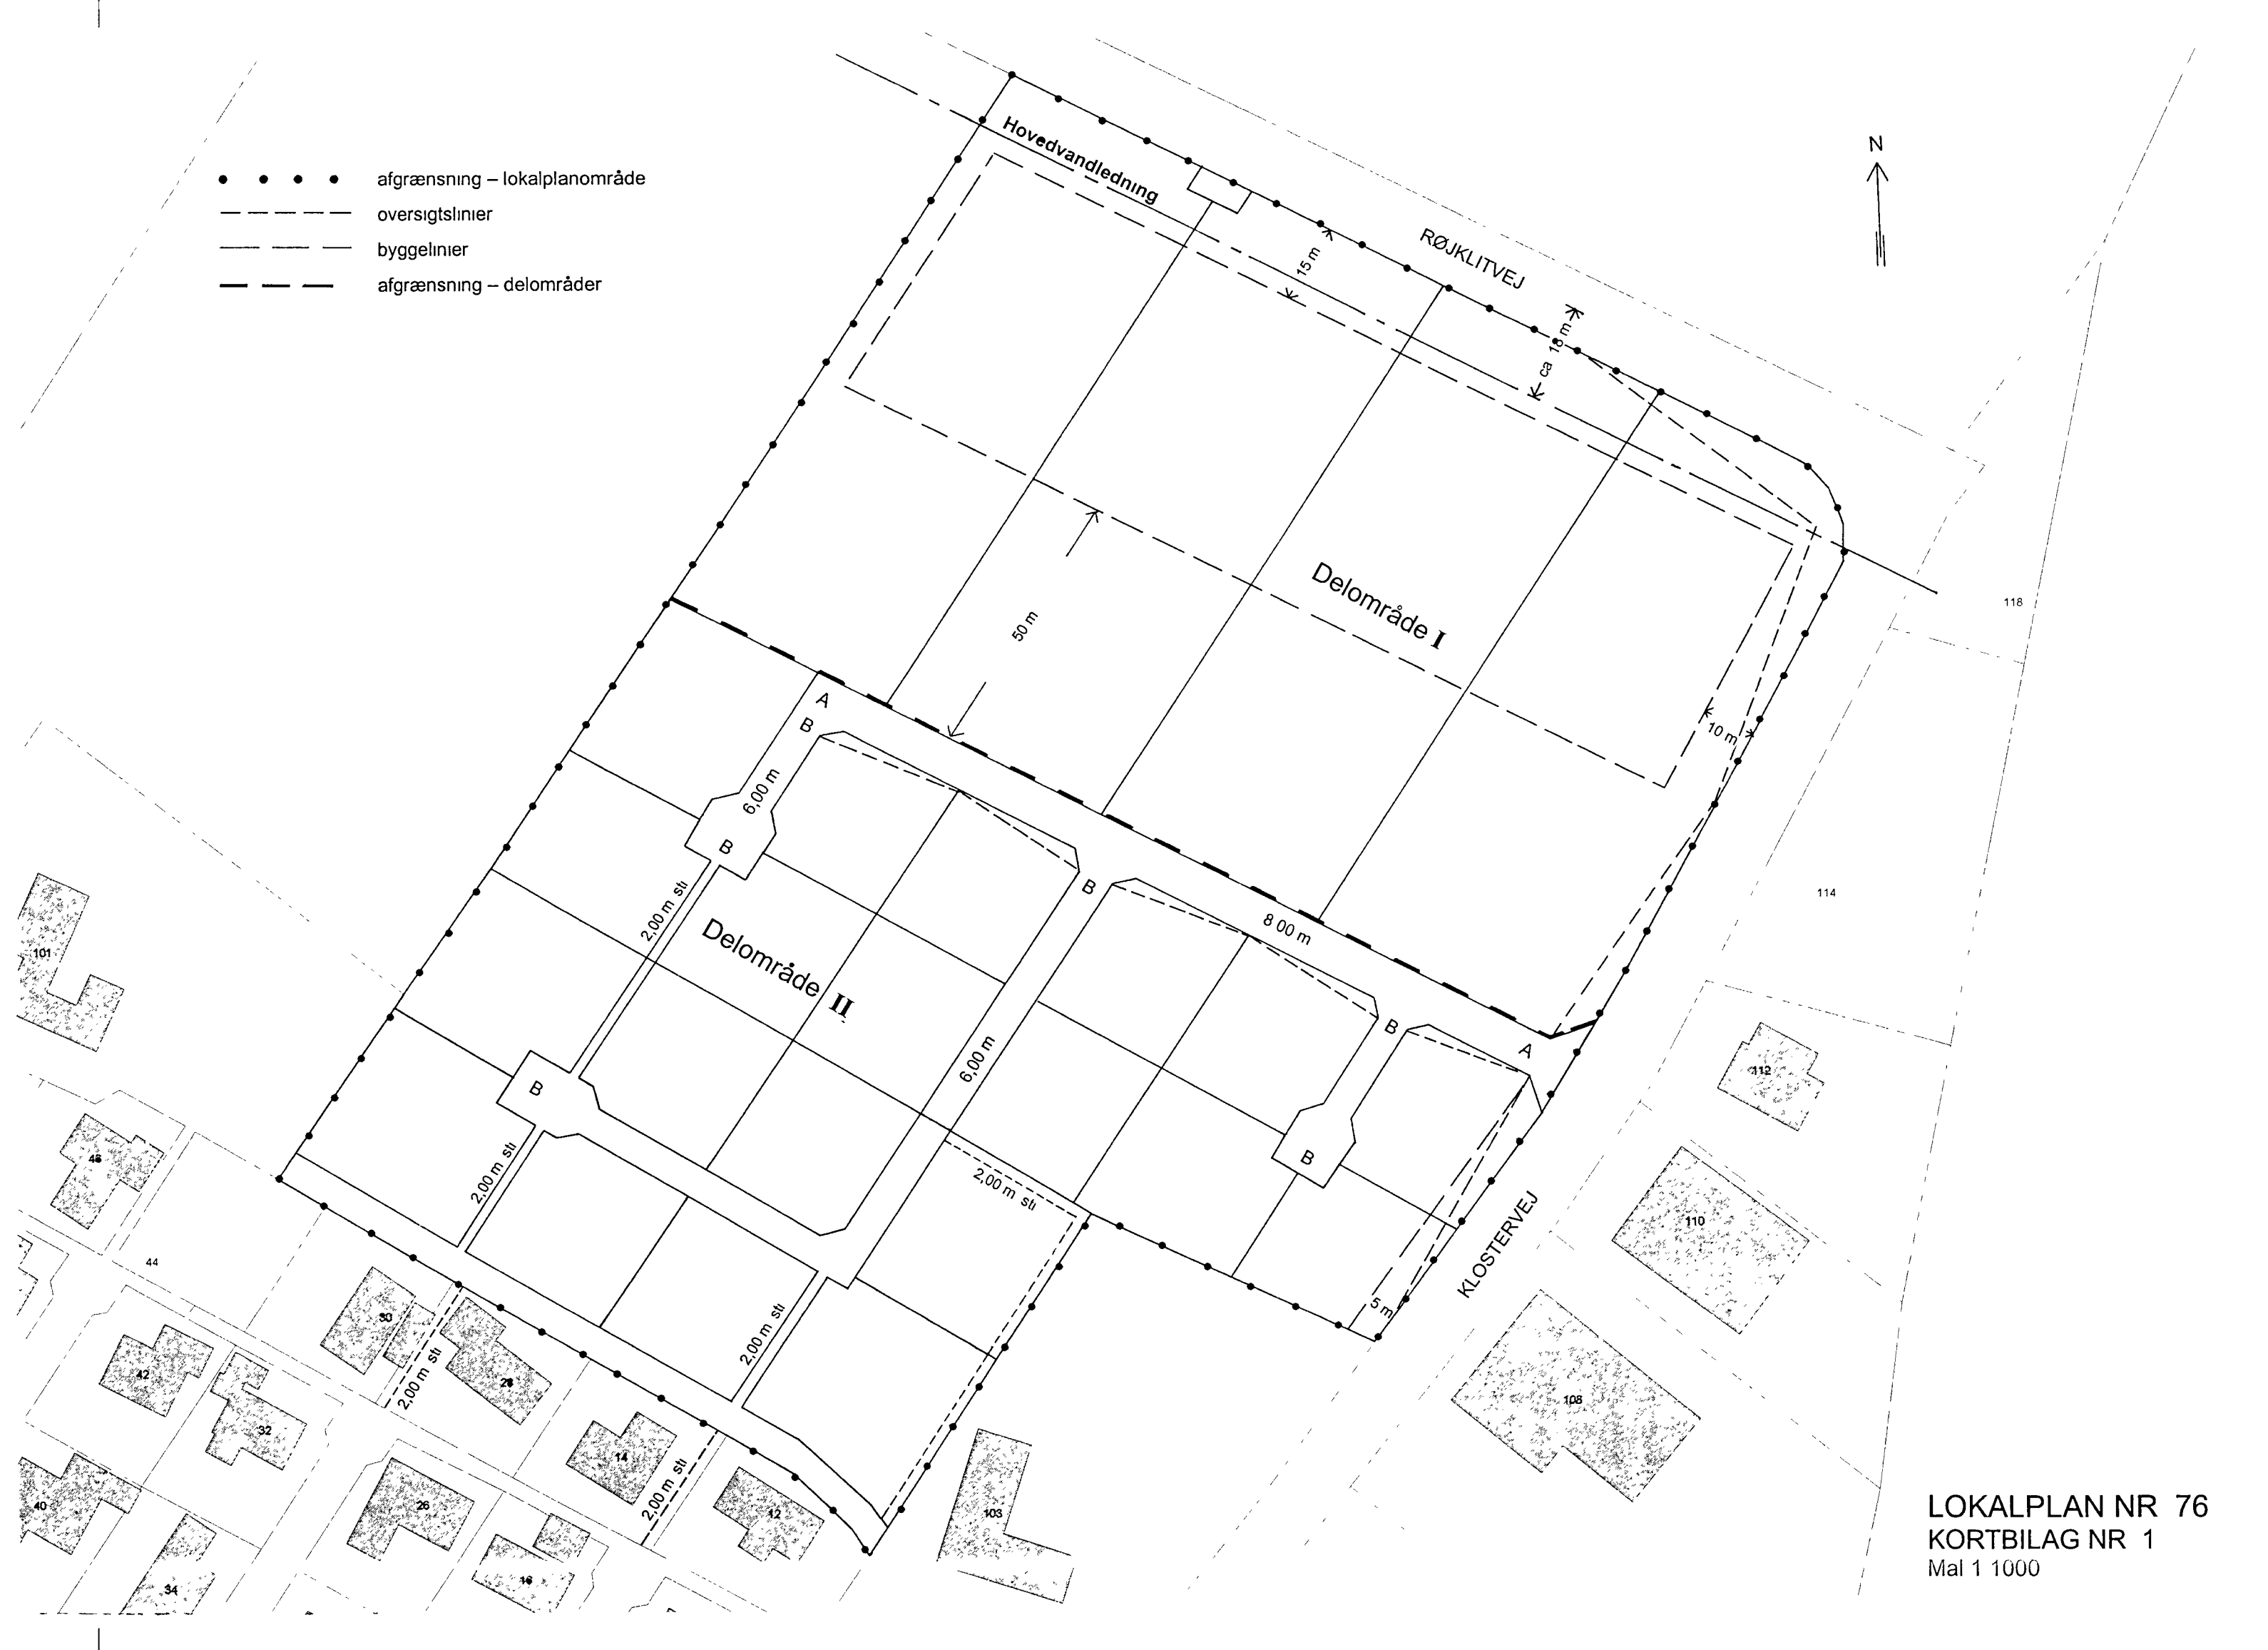 afgrænsning – lokalplanområde
oversigtslinier
byggelinier
afgrænsning – delområder
N
Hovedvandledning
RØJKLITVEJ
15 m
ca 18 m
118
50 m
Delområde I
10 m
A
B
6,00 m
B
2,00 m sti
Delområde II
B
8 00 m
114
101
6,00 m
B
A
B
B
112
2,00 m sti
2,00 m sti
110
KLOSTERVEJ
48
44
5 m
2,00 m sti
30
28
2,00 m sti
42
32
108
14
2,00 m sti
12
103
40
26
16
34
LOKALPLAN NR 76
KORTBILAG NR 1
Mal 1 1000